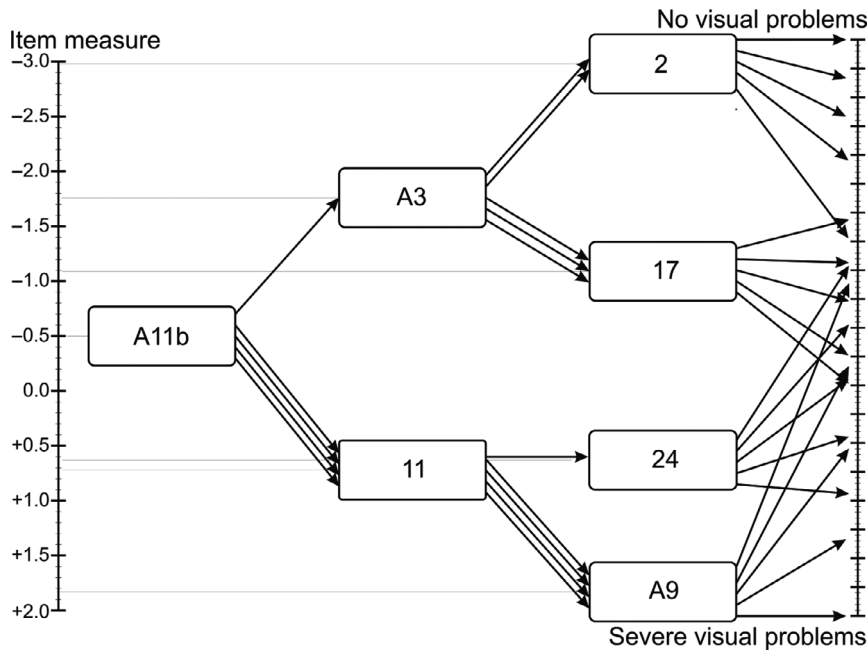 No visual problems
Item measure
−3.0
−2.5
−2.0
−1.5
−1.0
−0.5
0.0
+0.5
+1.0
+1.5
+2.0
A11b
A3
11
2
17
24
A9
Severe visual problems